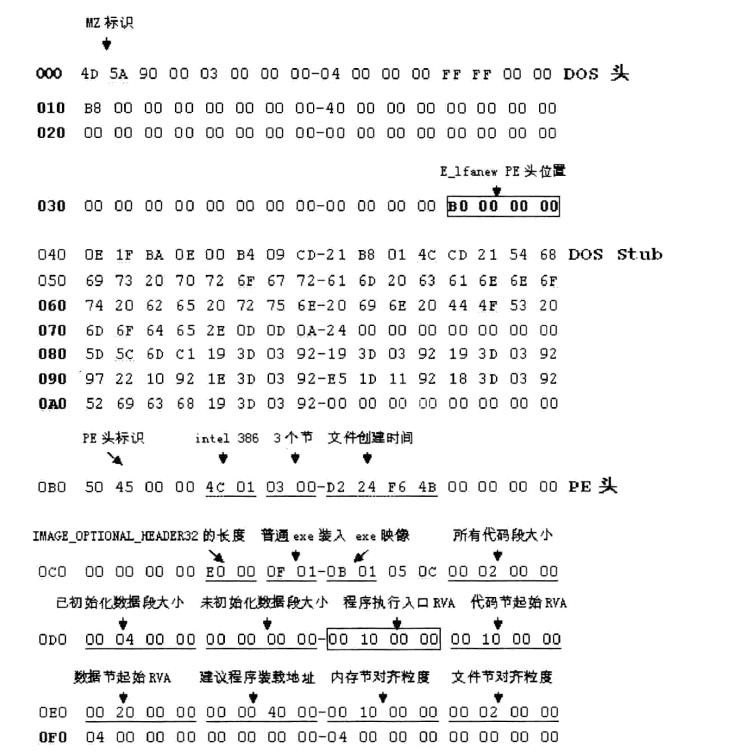 MZ 标识
000 4D 5A 90 00 03 00 00 00-04 00 00 00 FF FF 00 00 DOS 头
010 B8 00 00 00 00 00 00 00-40 00 00 00 00 00 00 00
020 00 00 00 00 00 00 00 00-00 00 00 00 00 00 00 00
E_lfanew PE 头位置
030 00 00 00 00 00 00 00 00-00 00 00 00 B0 00 00 00
040 0E 1F BA 0E 00 B4 09 CD-21 B8 01 4C CD 21 54 68 DOS Stub
050 69 73 20 70 72 6F 67 72-61 6D 20 63 61 6E 6E 6F
060 74 20 62 65 20 72 75 6E-20 69 6E 20 44 4F 53 20
070 6D 6F 64 65 2E 0D 0D 0A-24 00 00 00 00 00 00 00
080 5D 5C 6D C1 19 3D 03 92-19 3D 03 92 19 3D 03 92
090 97 22 10 92 1E 3D 03 92-E5 1D 11 92 18 3D 03 92
0A0 52 69 63 68 19 3D 03 92-00 00 00 00 00 00 00 00
PE 头标识 intel 386 3 个节 文件创建时间
0B0 50 45 00 00 4C 01 03 00-D2 24 F6 4B 00 00 00 00 PE 头
IMAGE_OPTIONAL_HEADER32 的长度 普通 exe 装入 exe 映像 所有代码段大小
0C0 00 00 00 00 E0 00 0F 01-0B 01 05 0C 00 02 00 00
已初始化数据段大小 未初始化数据段大小 程序执行入口 RVA 代码节起始 RVA
0D0 00 04 00 00 00 00 00 00-00 10 00 00 00 10 00 00
数据节起始 RVA 建议程序装载地址 内存节对齐粒度 文件节对齐粒度
0E0 00 20 00 00 00 00 40 00-00 10 00 00 00 02 00 00
0F0 04 00 00 00 00 00 00 00-04 00 00 00 00 00 00 00